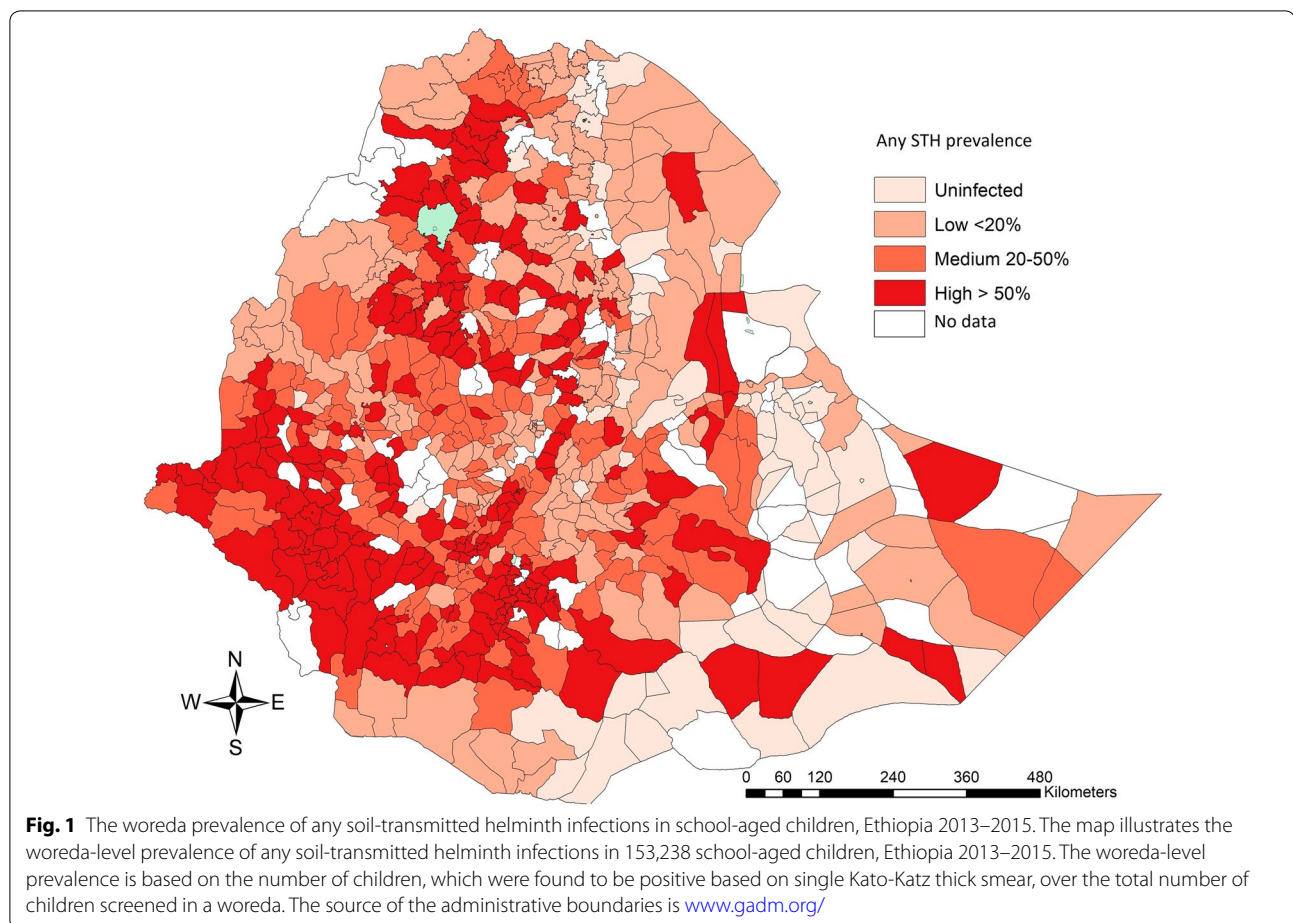 Any STH prevalence
Uninfected
Low <20%
Medium 20-50%
High > 50%
No data
N
W E
S
0 60 120 240 360 480
Kilometers
Fig. 1 The woreda prevalence of any soil-transmitted helminth infections in school-aged children, Ethiopia 2013–2015. The map illustrates the
woreda-level prevalence of any soil-transmitted helminth infections in 153,238 school-aged children, Ethiopia 2013–2015. The woreda-level
prevalence is based on the number of children, which were found to be positive based on single Kato-Katz thick smear, over the total number of
children screened in a woreda. The source of the administrative boundaries is www.gadm.org/